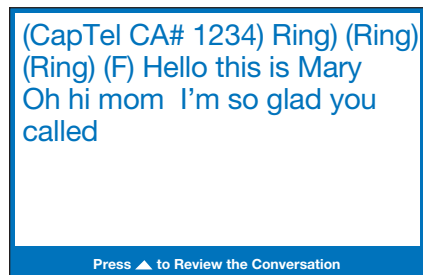 (CapTel CA# 1234) Ring) (Ring)
(Ring) (F) Hello this is Mary
Oh hi mom  I'm so glad you
called
Press ▲ to Review the Conversation